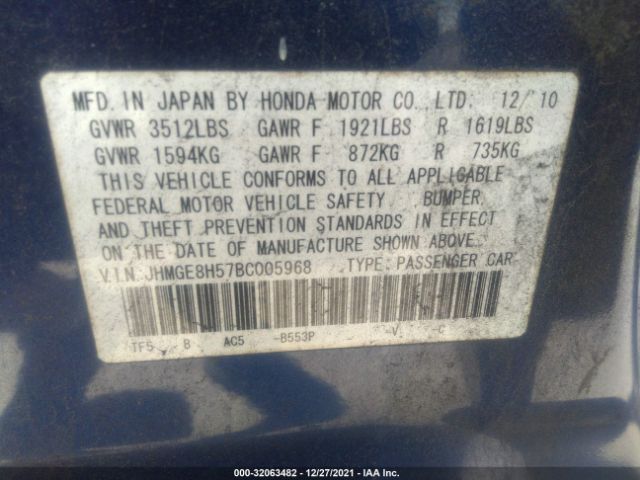 MFD. IN JAPAN BY HONDA MOTOR CO., LTD. 12/10
GVWR 3512LBS GAWR F 1921LBS R 1619LBS
GVWR 1594KG GAWR F 872KG R 735KG
THIS VEHICLE CONFORMS TO ALL APPLICABLE
FEDERAL MOTOR VEHICLE SAFETY, BUMPER,
AND THEFT PREVENTION STANDARDS IN EFFECT
ON THE DATE OF MANUFACTURE SHOWN ABOVE.
V.I.N. JHMGE8H57BC005968 TYPE: PASSENGER CAR
TF5 B AC5 -B553P -V -C
000-32063482 - 12/27/2021 - IAA Inc.